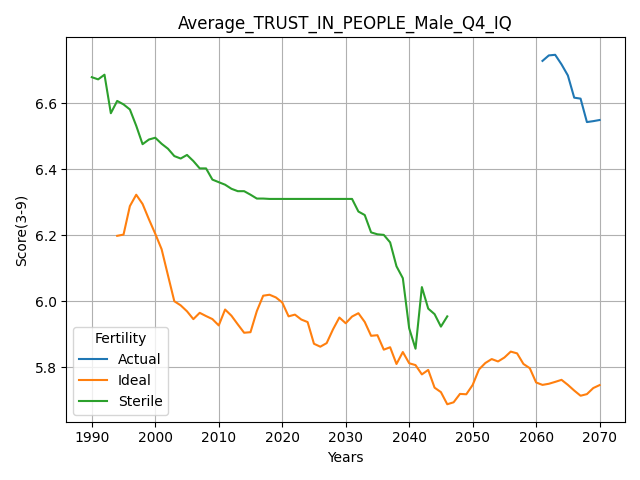 Average_TRUST_IN_PEOPLE_Male_Q4_IQ
Score(3-9)
6.6
6.4
6.2
6.0
5.8
Fertility
Actual
Ideal
Sterile
1990 2000 2010 2020 2030 2040 2050 2060 2070
Years